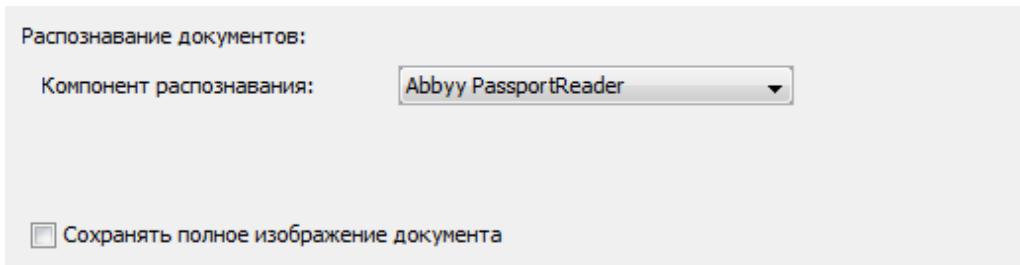 Распознавание документов:
Компонент распознавания: Abbyy PassportReader
Сохранять полное изображение документа